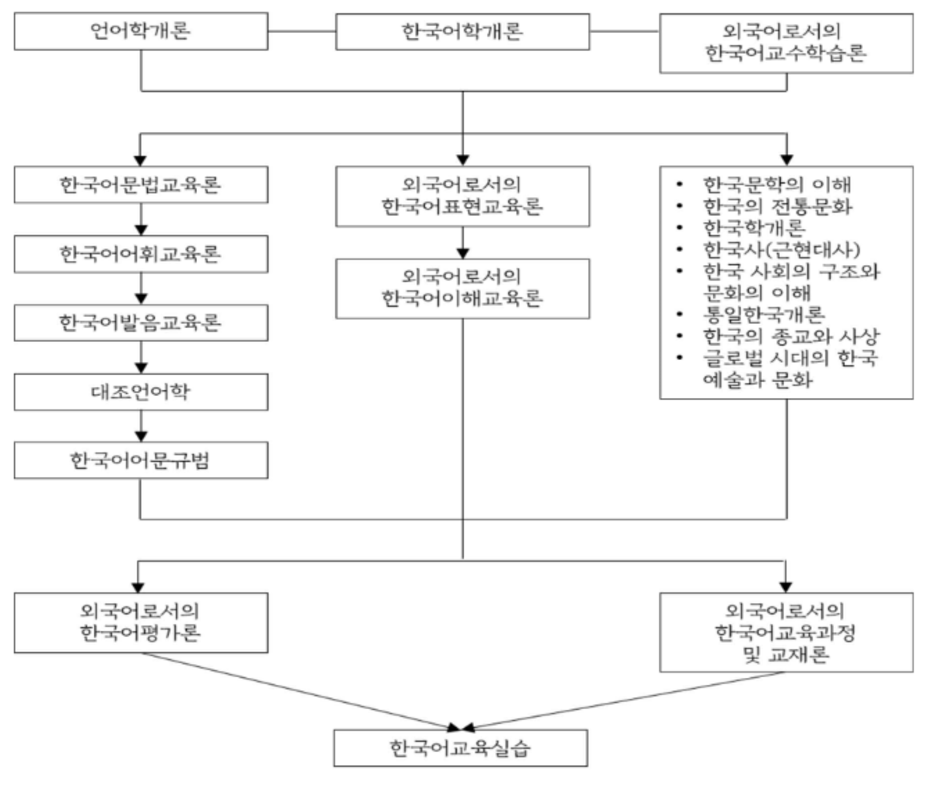 언어학개론
한국어학개론
외국어로서의
한국어교수학습론
한국어문법교육론
한국어어휘교육론
한국어발음교육론
대조언어학
한국어어문규범
외국어로서의
한국어표현교육론
외국어로서의
한국어이해교육론
• 한국문학의 이해
• 한국의 전통문화
• 한국학개론
• 한국사(근현대사)
• 한국 사회의 구조와
문화의 이해
• 통일한국개론
• 한국의 종교와 사상
• 글로벌 시대의 한국
예술과 문화
외국어로서의
한국어평가론
외국어로서의
한국어교육과정
및 교재론
한국어교육실습